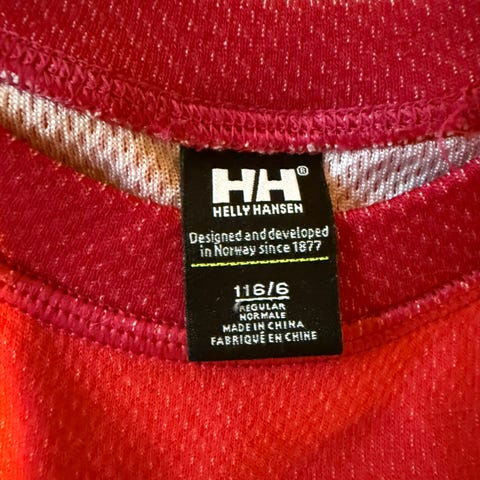 H/H®
HELLY HANSEN
Designed and developed
in Norway since 1877
116/6
REGULAR
NORMALE
MADE IN CHINA
FABRIQUÉ EN CHINE